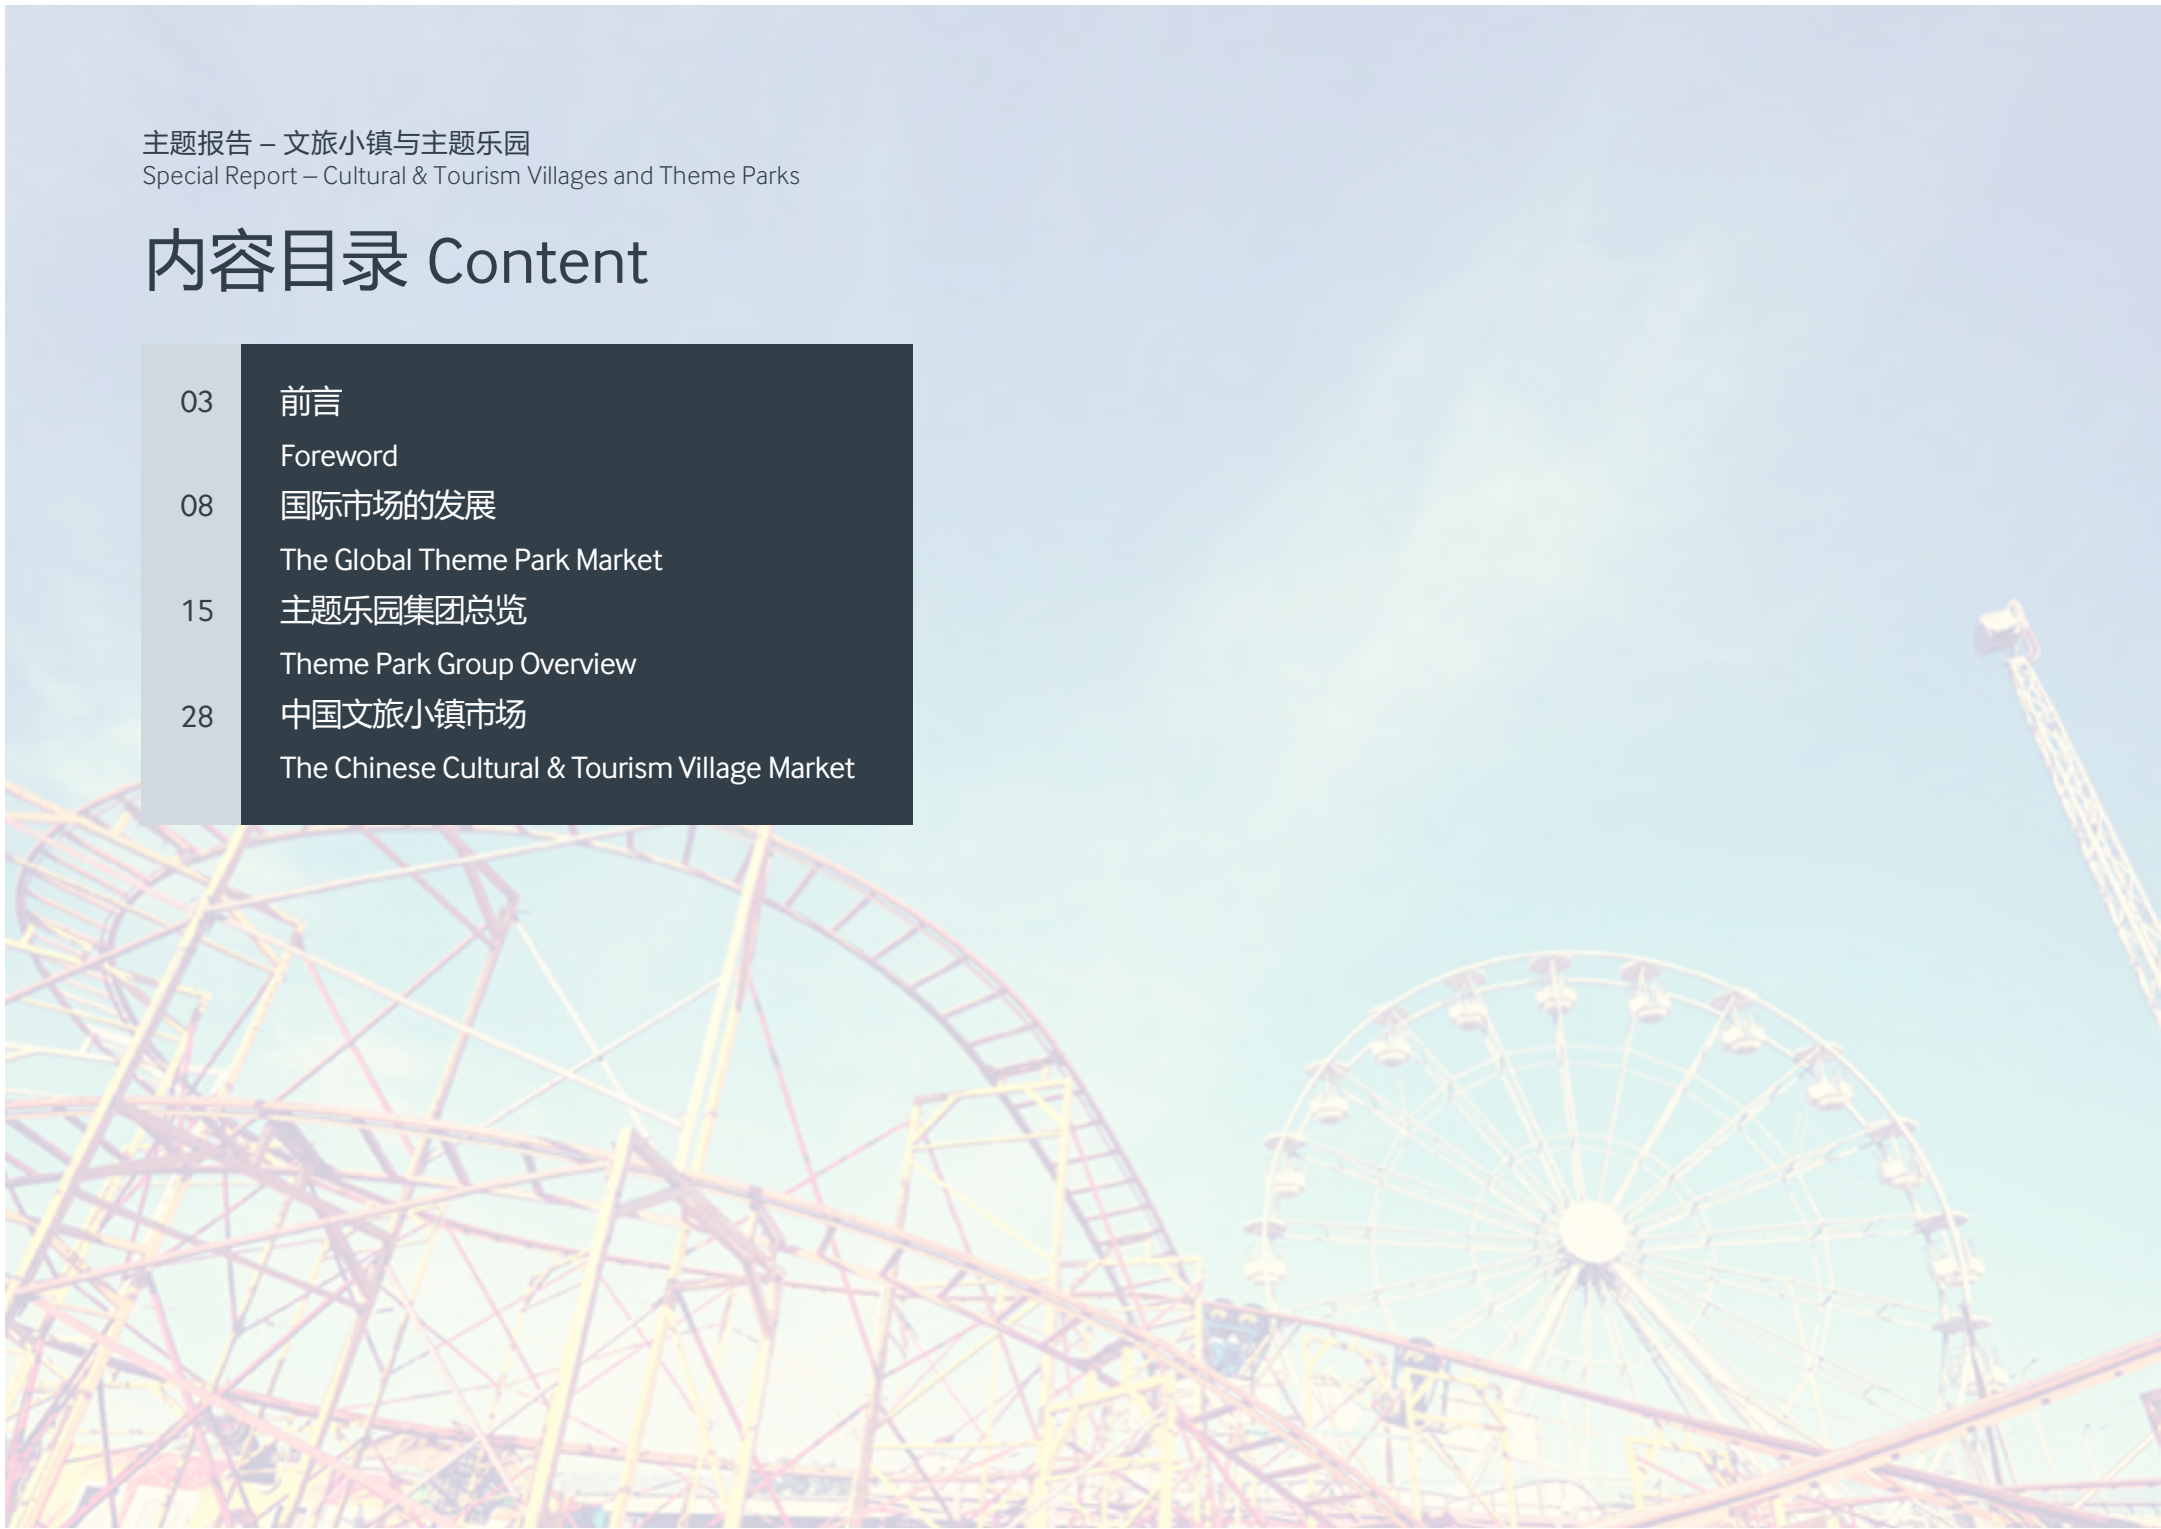 主题报告 – 文旅小镇与主题乐园
Special Report – Cultural & Tourism Villages and Theme Parks
内容目录 Content
03 前言
Foreword
08 国际市场的发展
The Global Theme Park Market
15 主题乐园集团总览
Theme Park Group Overview
28 中国文旅小镇市场
The Chinese Cultural & Tourism Village Market